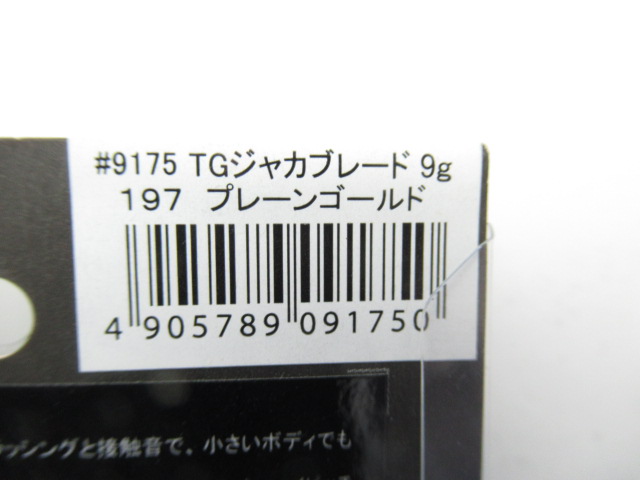 #9175 TGジャカブレード 9g
197 プレーンゴールド
4 905789 091750
ッシングと接触音で。小さいボディでも